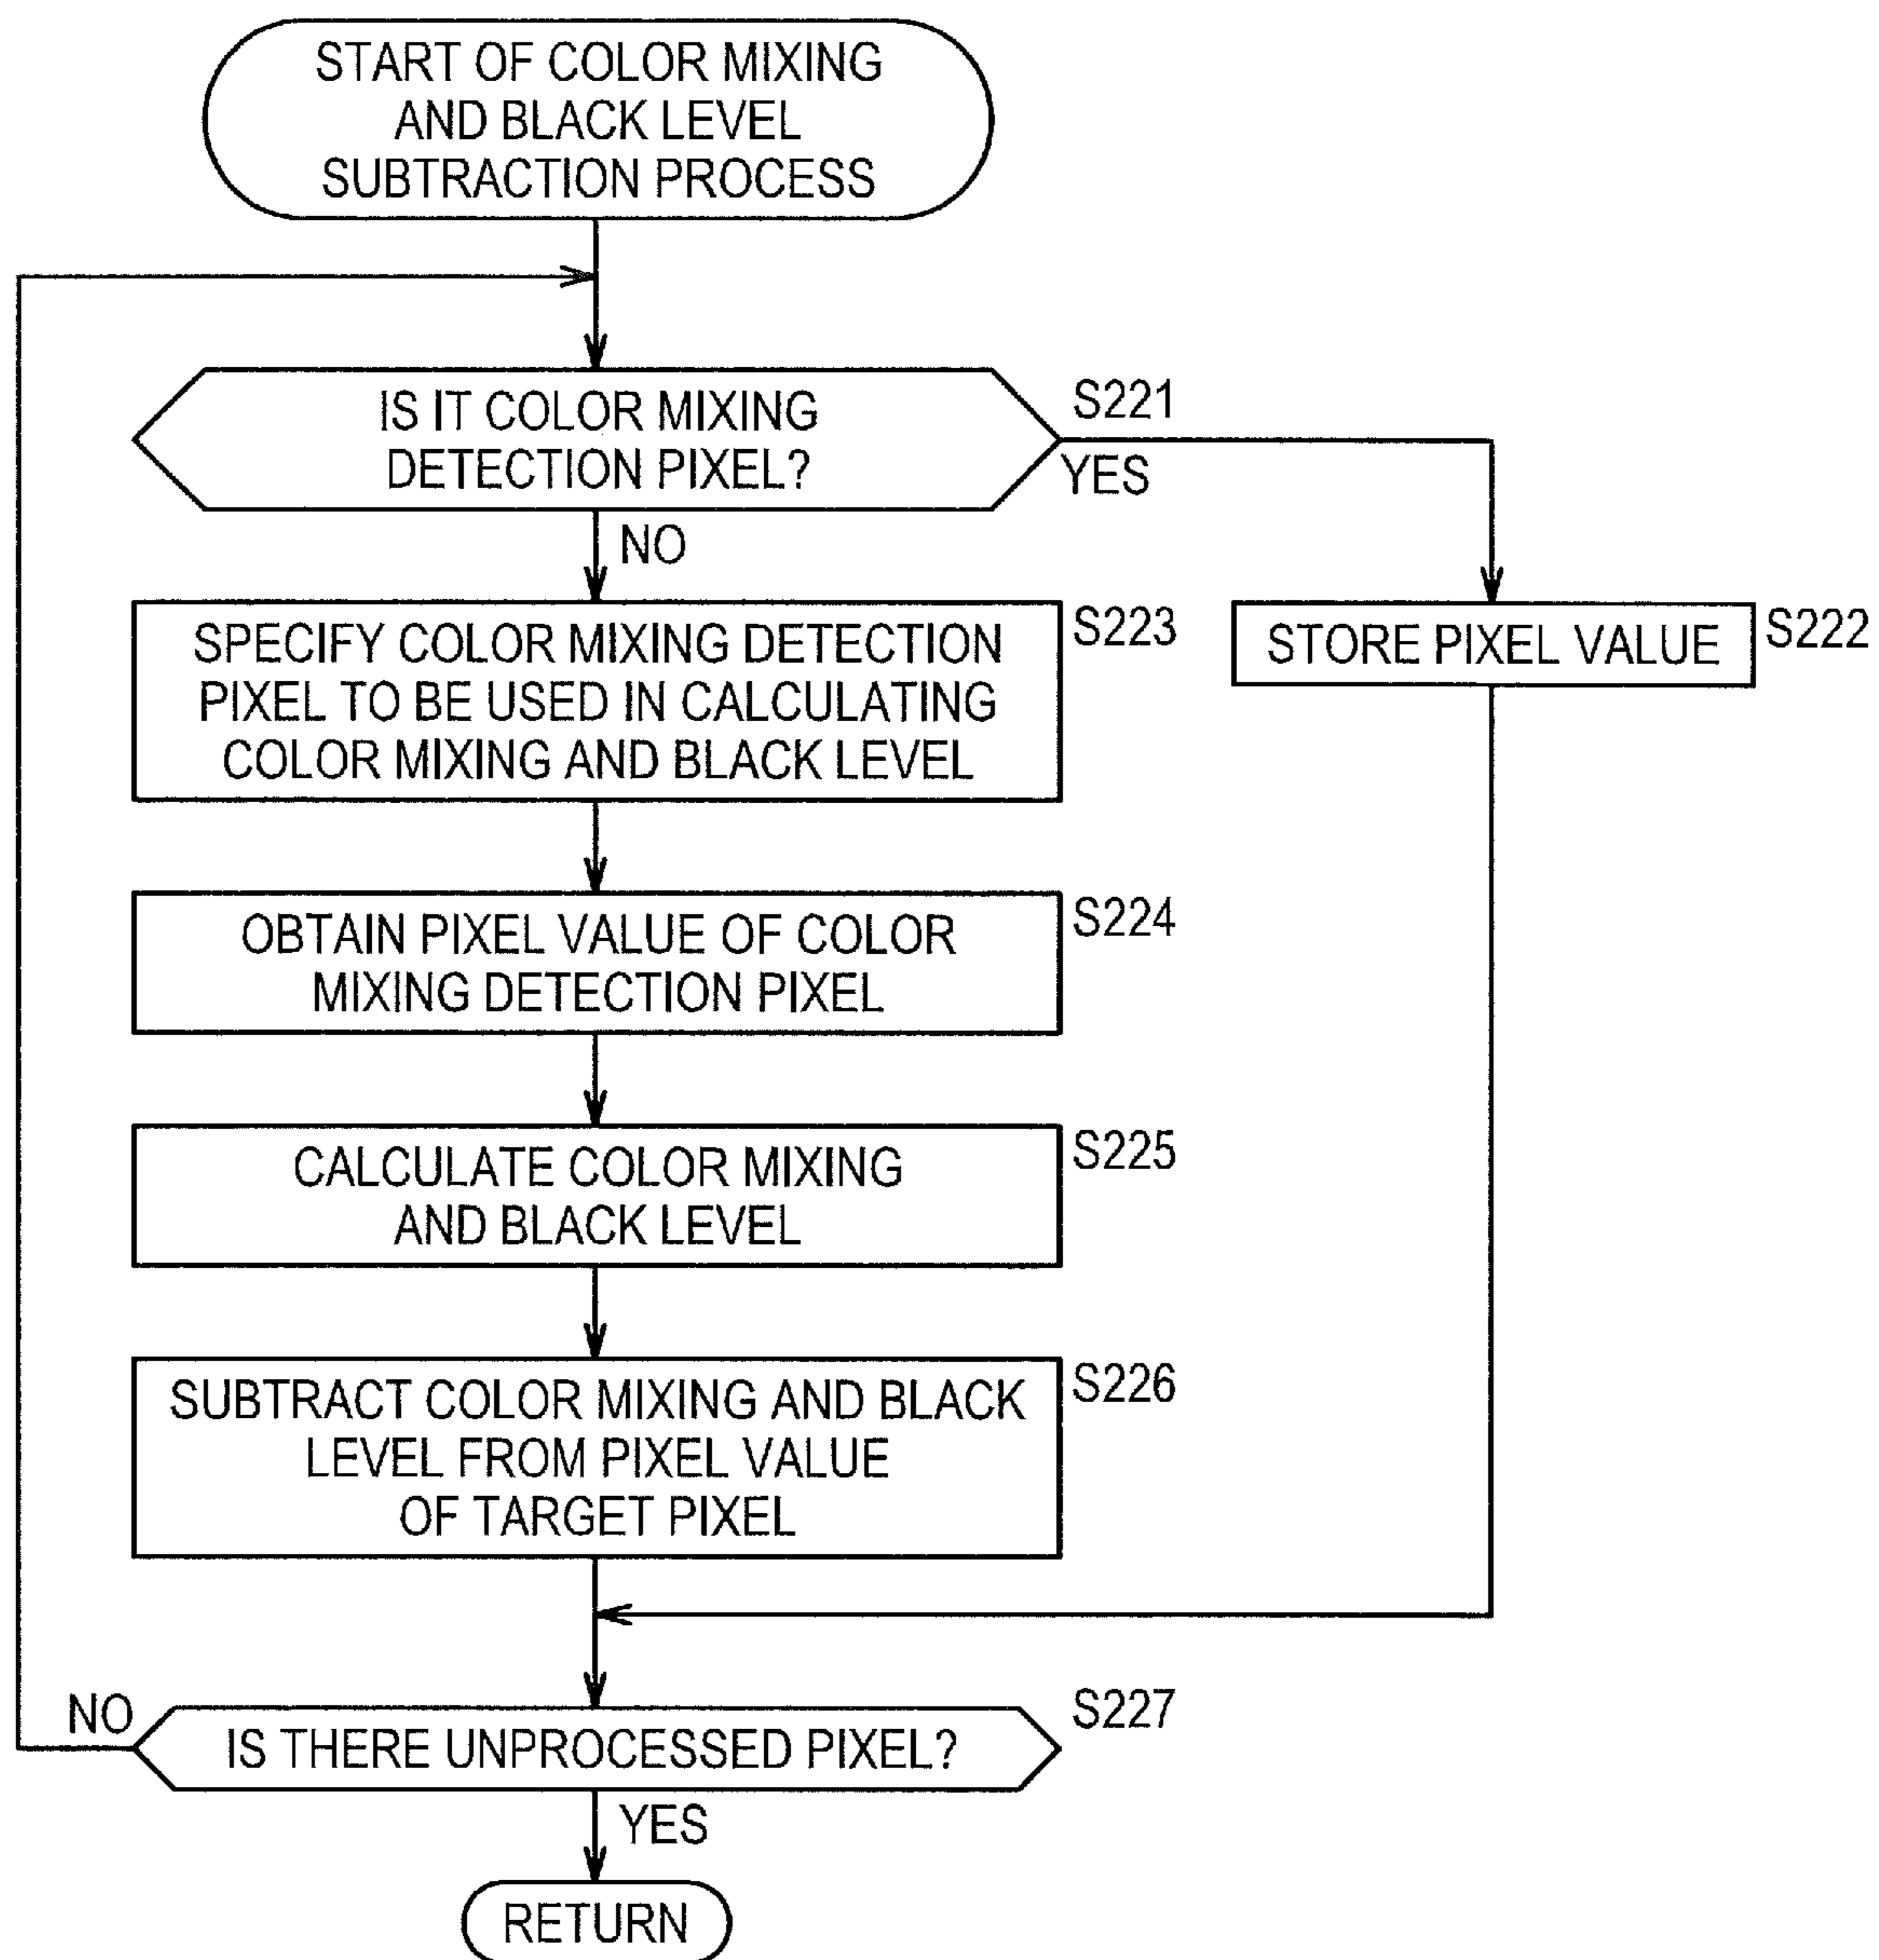 START OF COLOR MIXING
AND BLACK LEVEL
SUBTRACTION PROCESS
IS IT COLOR MIXING
DETECTION PIXEL?
S221
YES
NO
SPECIFY COLOR MIXING DETECTION
PIXEL TO BE USED IN CALCULATING
COLOR MIXING AND BLACK LEVEL
S223
STORE PIXEL VALUE
S222
OBTAIN PIXEL VALUE OF COLOR
MIXING DETECTION PIXEL
S224
CALCULATE COLOR MIXING
AND BLACK LEVEL
S225
SUBTRACT COLOR MIXING AND BLACK
LEVEL FROM PIXEL VALUE
OF TARGET PIXEL
S226
NO
IS THERE UNPROCESSED PIXEL?
S227
YES
RETURN